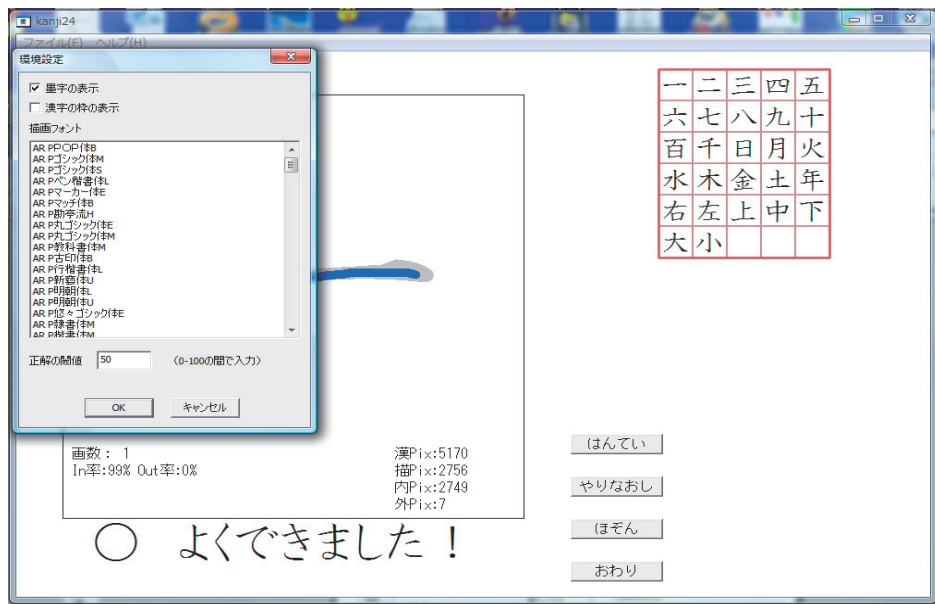 kanji24
ファイル(F) ヘルプ(H)
環境設定
墨字の表示
漢字の枠の表示
描画フォント
AR PPOP体B
AR Pゴシック体M
AR Pゴシック体S
AR Pペン楷書体L
AR Pマーカー体E
AR Pマッチ体B
AR P勘亭流H
AR P丸ゴシック体E
AR P丸ゴシック体M
AR P教科書体M
AR P古印体B
AR P行楷書体L
AR P新藝体U
AR P明朝体L
AR P明朝体U
AR P悠々ゴシック体E
AR P隷書体M
AR P楷書体M
正解の閾値 50 (0-100の間で入力)
OK キャンセル
一 二 三 四 五
六 七 八 九 十
百 千 日 月 火
水 木 金 土 年
右 左 上 中 下
大 小
画数: 1
In率:99% Out率:0%
漢Pix:5170
描Pix:2756
内Pix:2749
外Pix:7
○ よくできました!
はんてい
やりなおし
ほぞん
おわり